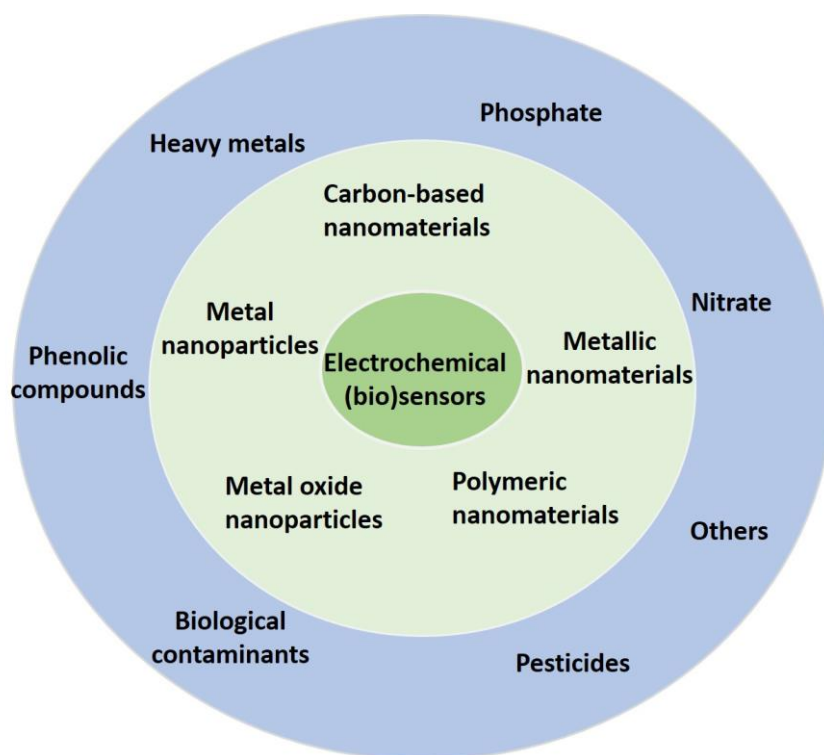 Phosphate
Heavy metals
Carbon-based
nanomaterials
Nitrate
Metal
nanoparticles
Electrochemical
(bio)sensors
Metallic
nanomaterials
Phenolic
compounds
Metal oxide
nanoparticles
Polymeric
nanomaterials
Others
Biological
contaminants
Pesticides